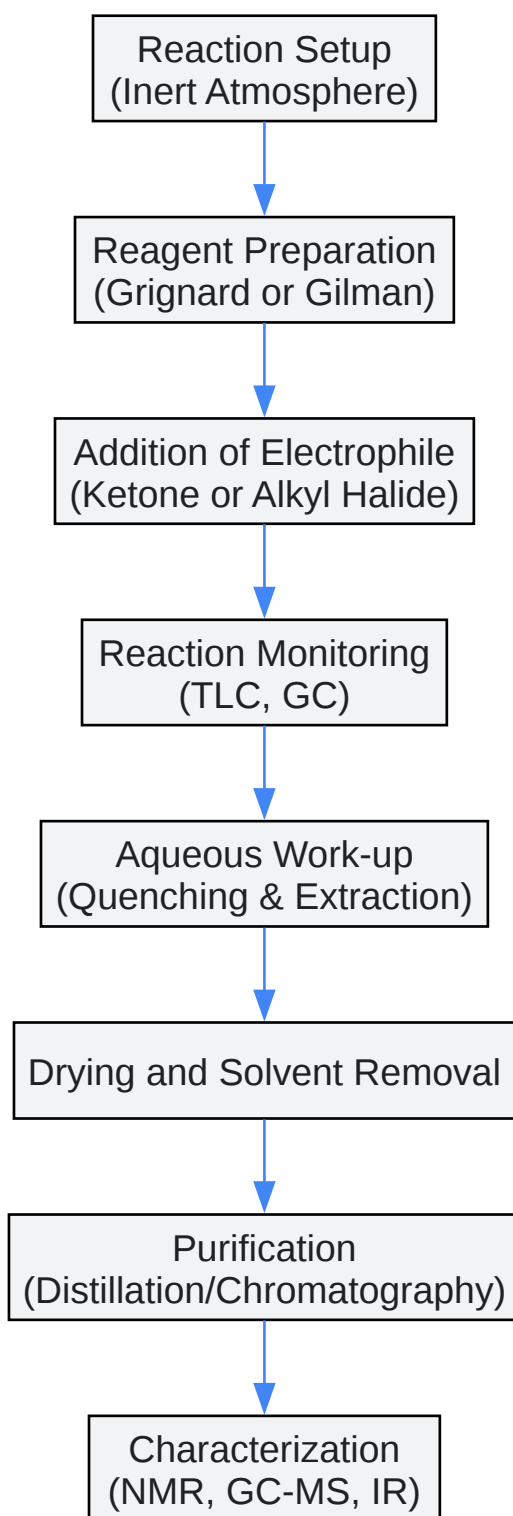 Reaction Setup
(Inert Atmosphere)
Reagent Preparation
(Grignard or Gilman)
Addition of Electrophile
(Ketone or Alkyl Halide)
Reaction Monitoring
(TLC, GC)
Aqueous Work-up
(Quenching & Extraction)
Drying and Solvent Removal
Purification
(Distillation/Chromatography)
Characterization
(NMR, GC-MS, IR)